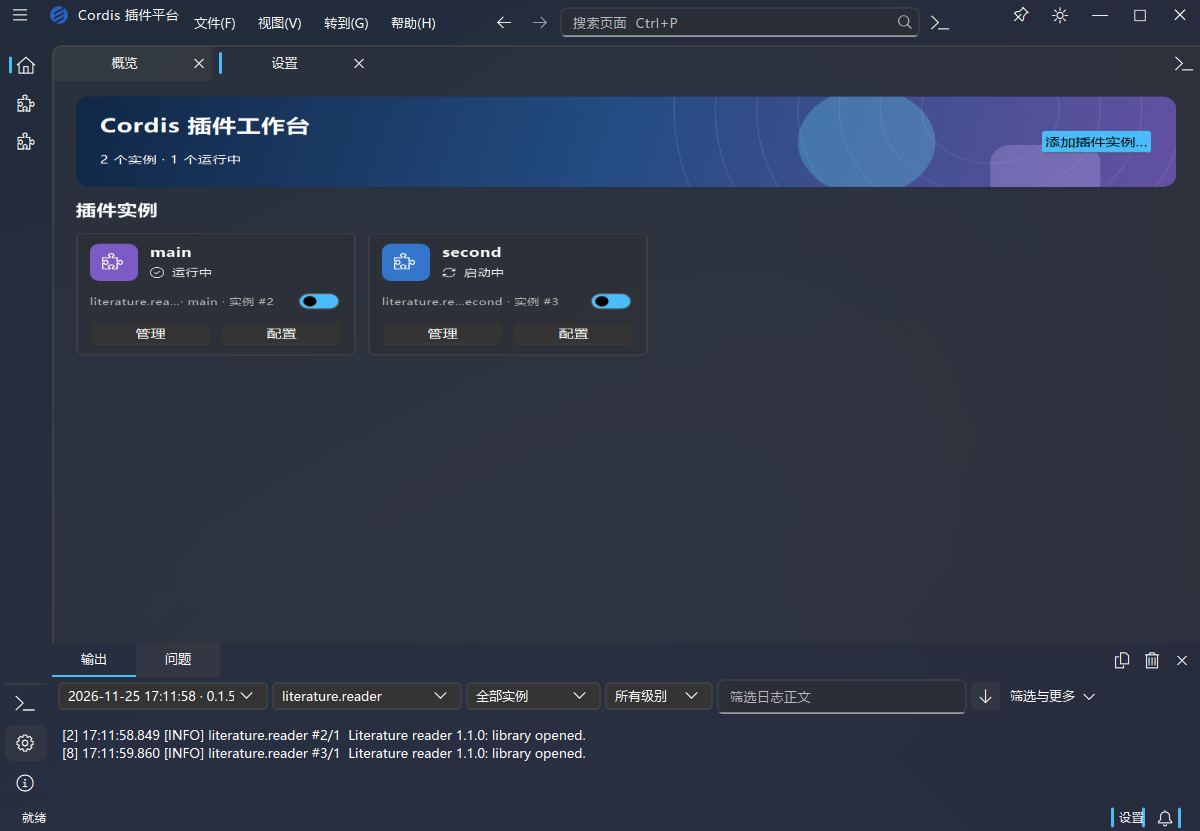 Cordis 插件平台 文件(F) 视图(V) 转到(G) 帮助(H) 搜索页面 Ctrl+P
概览 设置
Cordis 插件工作台
2 个实例 · 1 个运行中
添加插件实例...
插件实例
main
运行中
literature.rea...· main · 实例 #2
管理 配置
second
启动中
literature.re...econd · 实例 #3
管理 配置
输出 问题
2026-11-25 17:11:58 · 0.1.5 literature.reader 全部实例 所有级别 筛选日志正文 筛选与更多
[2] 17:11:58.849 [INFO] literature.reader #2/1 Literature reader 1.1.0: library opened.
[8] 17:11:59.860 [INFO] literature.reader #3/1 Literature reader 1.1.0: library opened.
就绪 设置